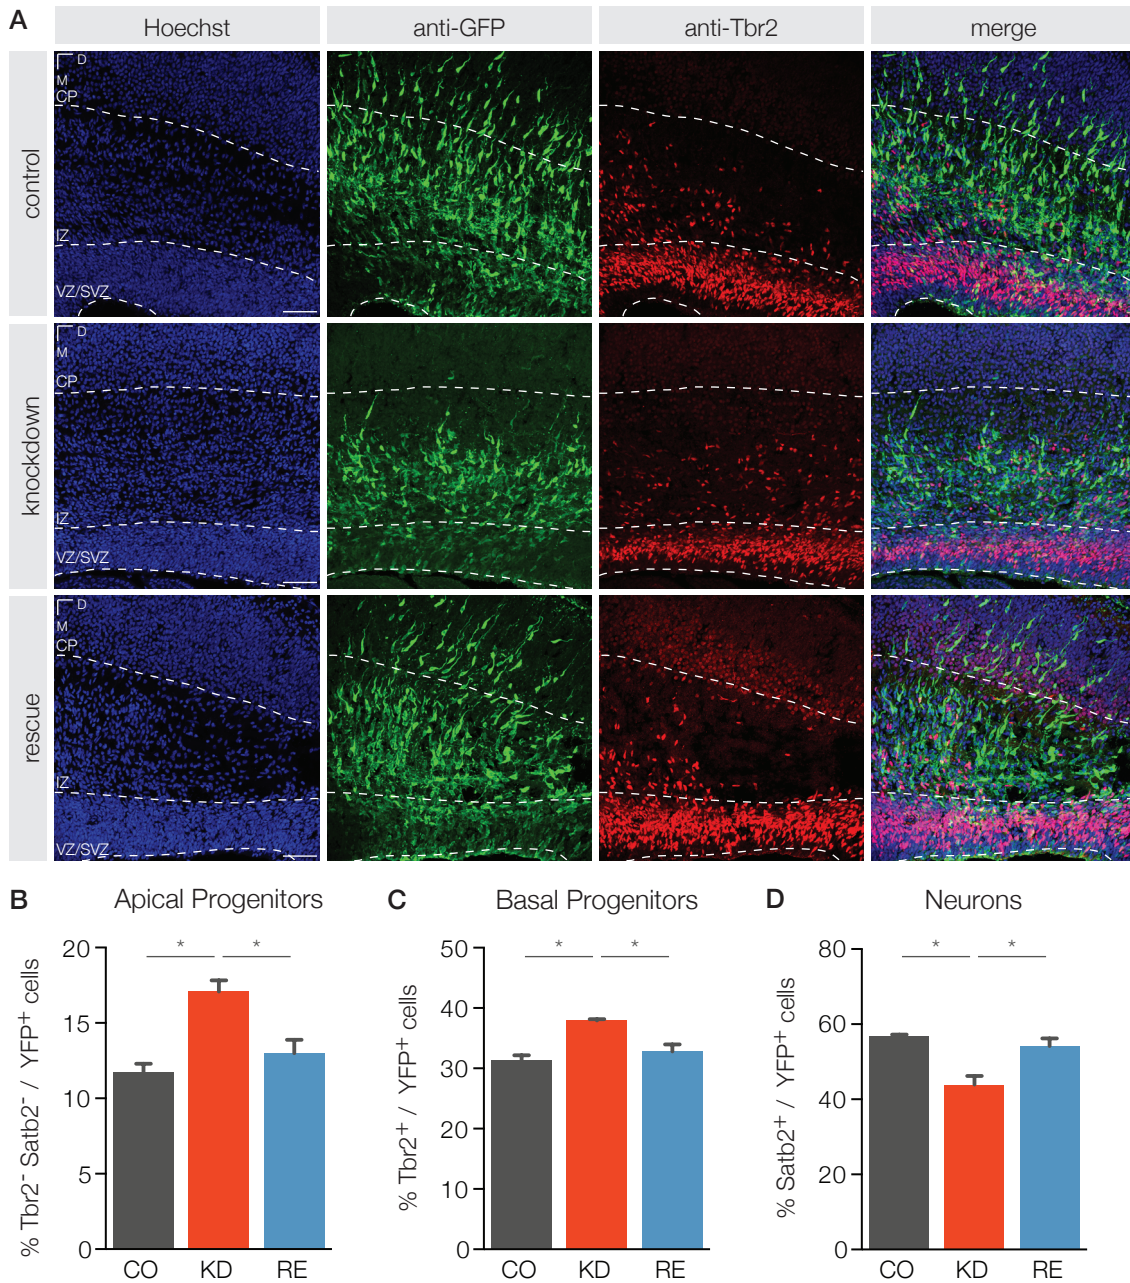 A
Hoechst anti-GFP anti-Tbr2 merge
control
D
M
CP
IZ
VZ/SVZ
knockdown
D
M
CP
IZ
VZ/SVZ
rescue
D
M
CP
IZ
VZ/SVZ
B Apical Progenitors
% Tbr2⁻ Satb2⁻ / YFP⁺ cells
20
15
10
5
0
* *
CO KD RE
C Basal Progenitors
% Tbr2⁺ / YFP⁺ cells
50
40
30
20
10
0
* *
CO KD RE
D Neurons
% Satb2⁺ / YFP⁺ cells
80
60
40
20
0
* *
CO KD RE